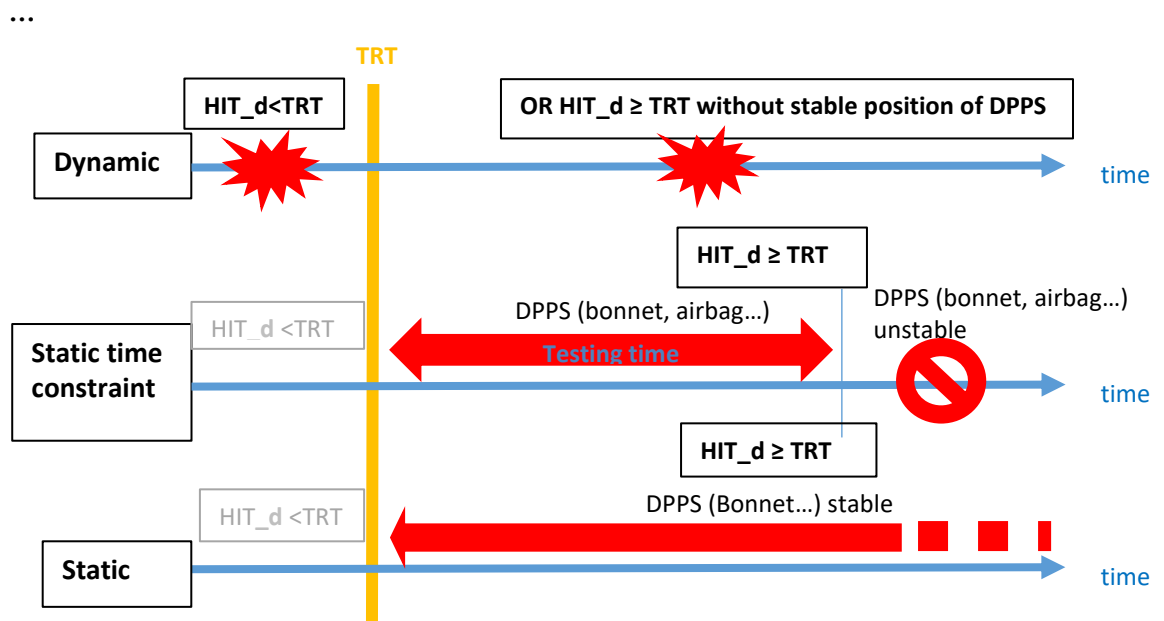 ...
TRT
HIT_d<TRT
OR HIT_d ≥ TRT without stable position of DPPS
Dynamic
time
HIT_d ≥ TRT
DPPS (bonnet, airbag…)
DPPS (bonnet, airbag…)
unstable
HIT_d <TRT
Static time
constraint
Testing time
time
HIT_d ≥ TRT
DPPS (Bonnet…) stable
HIT_d <TRT
Static
time